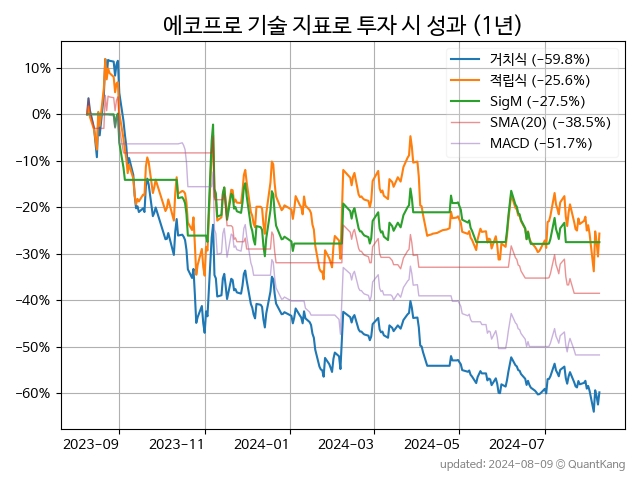 에코프로 기술 지표로 투자 시 성과 (1년)
10%
0%
−10%
−20%
−30%
−40%
−50%
−60%
거치식 (−59.8%)
적립식 (−25.6%)
SigM (−27.5%)
SMA(20) (−38.5%)
MACD (−51.7%)
2023-09
2023-11
2024-01
2024-03
2024-05
2024-07
updated: 2024-08-09 @ QuantKang